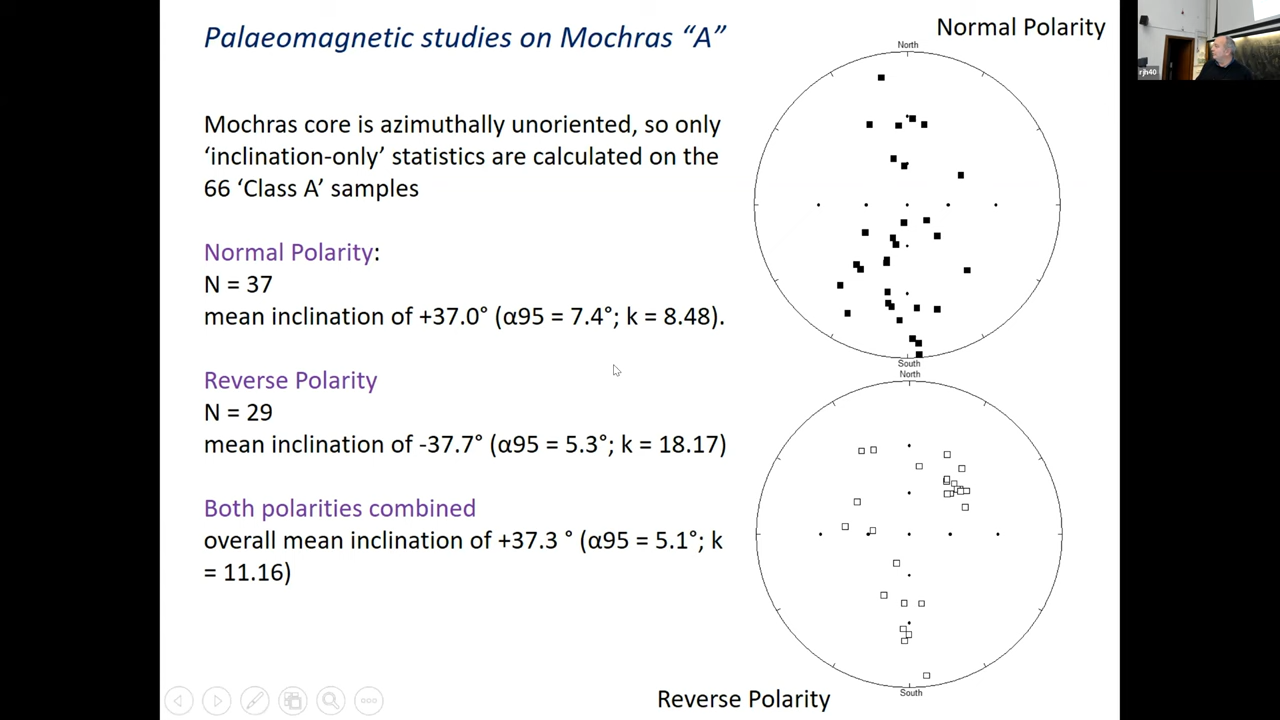 Palaeomagnetic studies on Mochras “A”
Normal Polarity
rjh40
North
Mochras core is azimuthally unoriented, so only
‘inclination-only’ statistics are calculated on the
66 ‘Class A’ samples
Normal Polarity:
N = 37
mean inclination of +37.0° (α95 = 7.4°; k = 8.48).
South
North
Reverse Polarity
N = 29
mean inclination of -37.7° (α95 = 5.3°; k = 18.17)
Both polarities combined
overall mean inclination of +37.3 ° (α95 = 5.1°; k
= 11.16)
South
Reverse Polarity